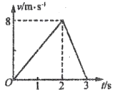 v/m·s⁻¹
8
O 1 2 3 t/s